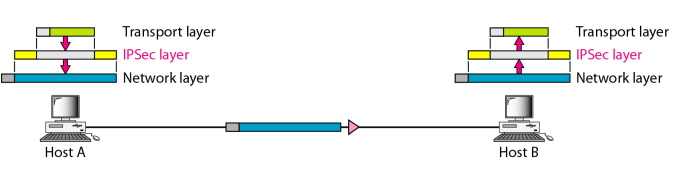 Transport layer
IPSec layer
Network layer
Host A
Transport layer
IPSec layer
Network layer
Host B